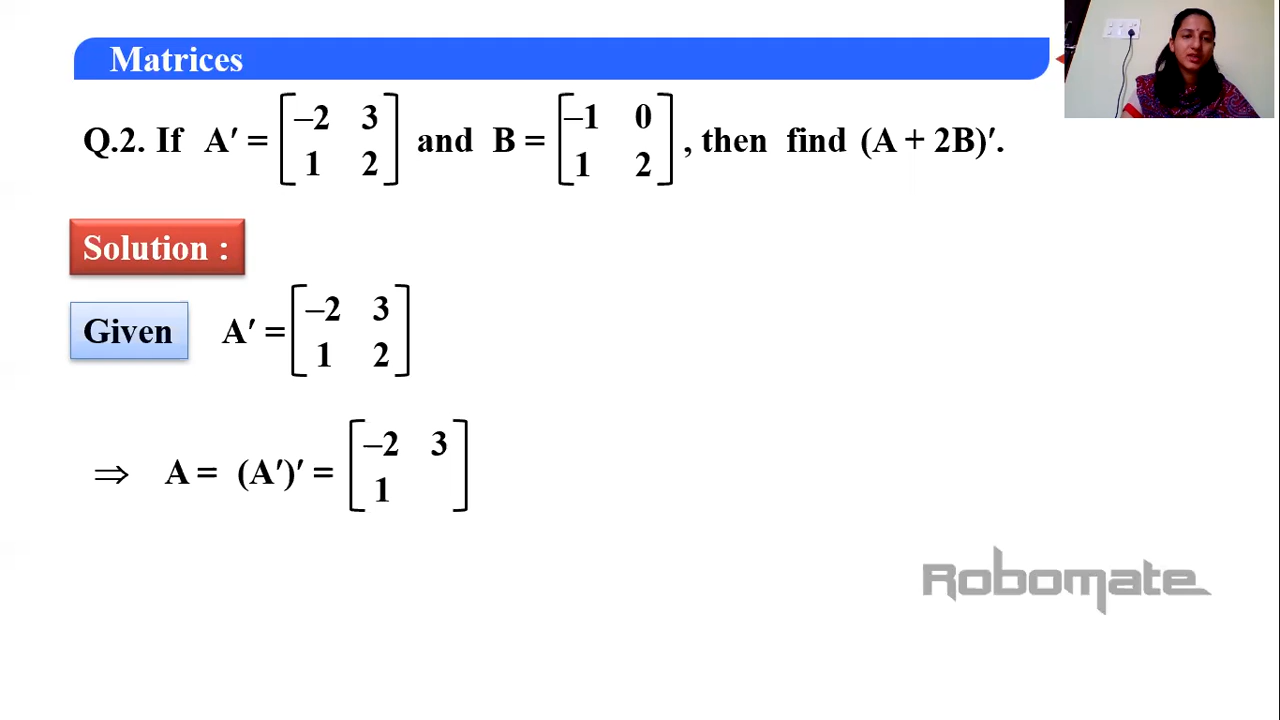 Matrices
Q.2. If A′ = [ –2 3 ; 1 2 ] and B = [ –1 0 ; 1 2 ] , then find (A + 2B)′.
Solution :
Given A′ = [ –2 3 ; 1 2 ]
⇒ A = (A′)′ = [ –2 3 ; 1 ]
Robomate